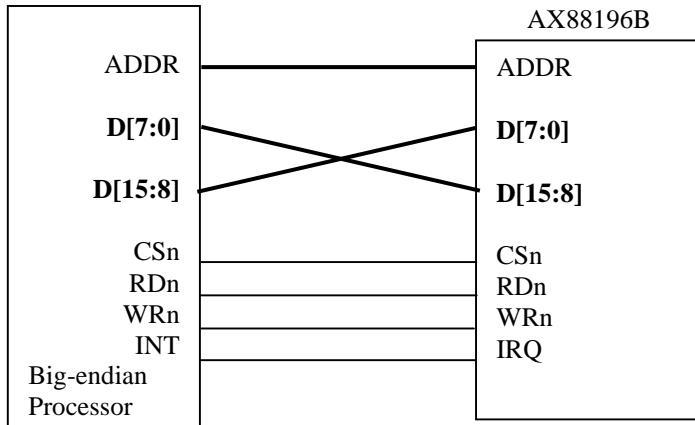 AX88196B
ADDR
D[7:0]
D[15:8]
CSn
RDn
WRn
INT
Big-endian
Processor
ADDR
D[7:0]
D[15:8]
CSn
RDn
WRn
IRQ